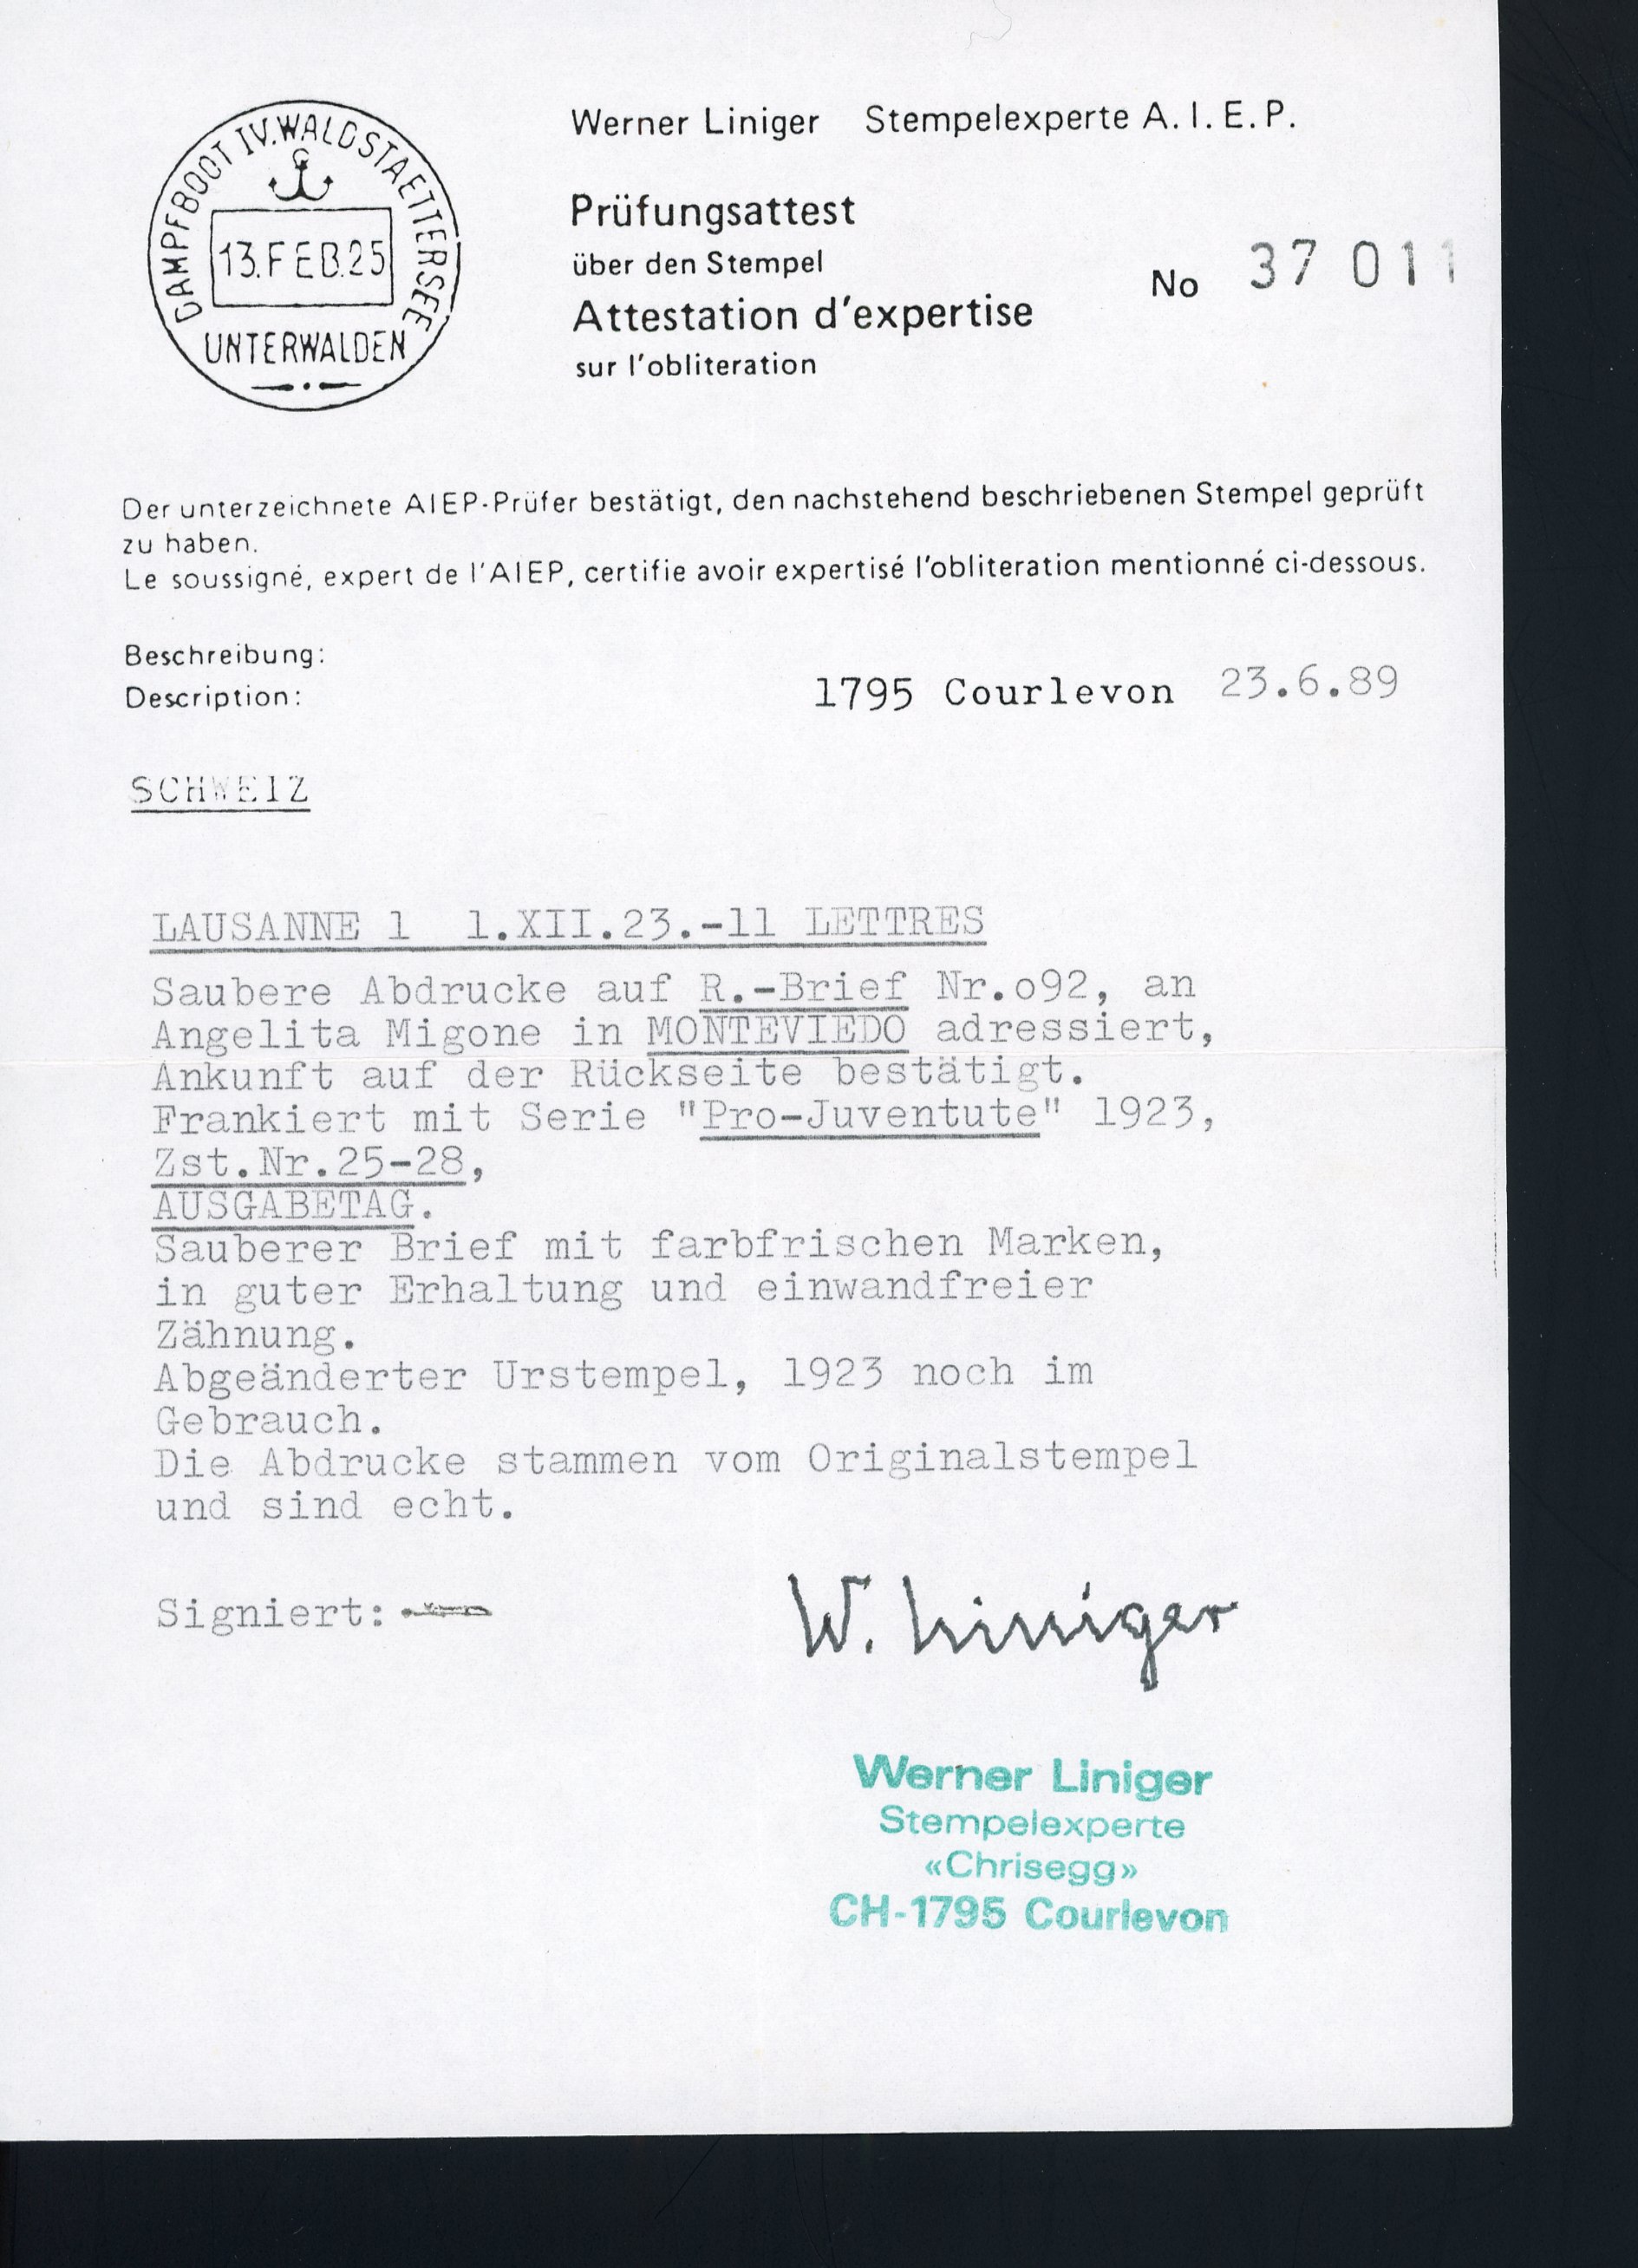 DAMPFBOOT IV.WALDSTAETTERSEE
13.FEB.25
UNTERWALDEN
Werner Liniger Stempelexperte A.I.E.P.
Prüfungsattest
über den Stempel
Attestation d'expertise
sur l'obliteration
No 37 011
Der unterzeichnete AIEP-Prüfer bestätigt, den nachstehend beschriebenen Stempel geprüft
zu haben.
Le soussigné, expert de l'AIEP, certifie avoir expertisé l'obliteration mentionné ci-dessous.
Beschreibung:
Description:
1795 Courlevon 23.6.89
SCHWEIZ
LAUSANNE 1 1.XII.23.-11 LETTRES
Saubere Abdrucke auf R.-Brief Nr.o92, an
Angelita Migone in MONTEVIEDO adressiert,
Ankunft auf der Rückseite bestätigt.
Frankiert mit Serie "Pro-Juventute" 1923,
Zst.Nr.25-28,
AUSGABETAG.
Sauberer Brief mit farbfrischen Marken,
in guter Erhaltung und einwandfreier
Zähnung.
Abgeänderter Urstempel, 1923 noch im
Gebrauch.
Die Abdrucke stammen vom Originalstempel
und sind echt.
Signiert:
W. Liniger
Werner Liniger
Stempelexperte
«Chrisegg»
CH-1795 Courlevon